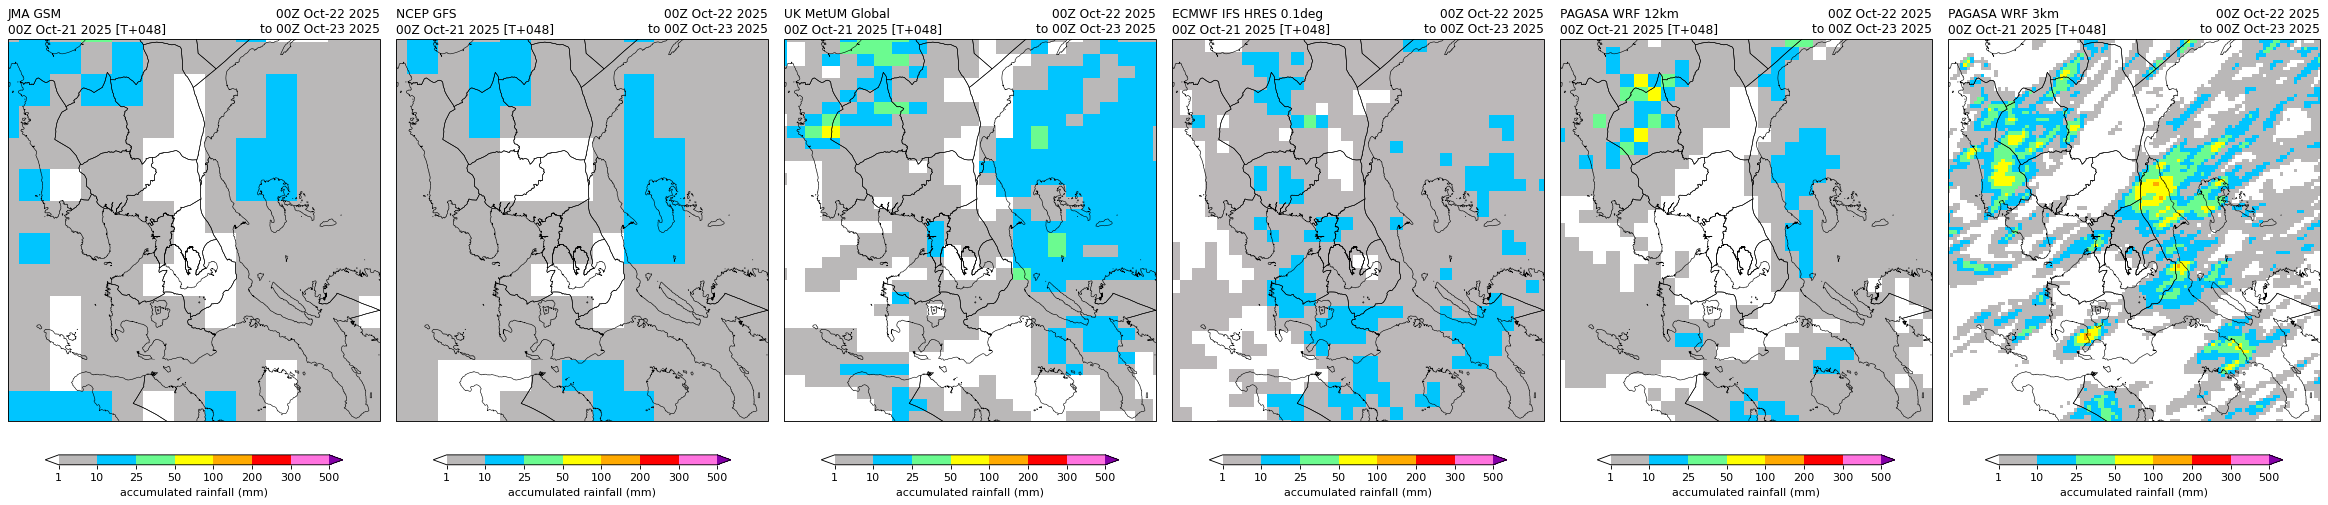 JMA GSM 00Z Oct-22 2025
00Z Oct-21 2025 [T+048] to 00Z Oct-23 2025
1 10 25 50 100 200 300 500
accumulated rainfall (mm)
NCEP GFS 00Z Oct-22 2025
00Z Oct-21 2025 [T+048] to 00Z Oct-23 2025
1 10 25 50 100 200 300 500
accumulated rainfall (mm)
UK MetUM Global 00Z Oct-22 2025
00Z Oct-21 2025 [T+048] to 00Z Oct-23 2025
1 10 25 50 100 200 300 500
accumulated rainfall (mm)
ECMWF IFS HRES 0.1deg 00Z Oct-22 2025
00Z Oct-21 2025 [T+048] to 00Z Oct-23 2025
1 10 25 50 100 200 300 500
accumulated rainfall (mm)
PAGASA WRF 12km 00Z Oct-22 2025
00Z Oct-21 2025 [T+048] to 00Z Oct-23 2025
1 10 25 50 100 200 300 500
accumulated rainfall (mm)
PAGASA WRF 3km 00Z Oct-22 2025
00Z Oct-21 2025 [T+048] to 00Z Oct-23 2025
1 10 25 50 100 200 300 500
accumulated rainfall (mm)